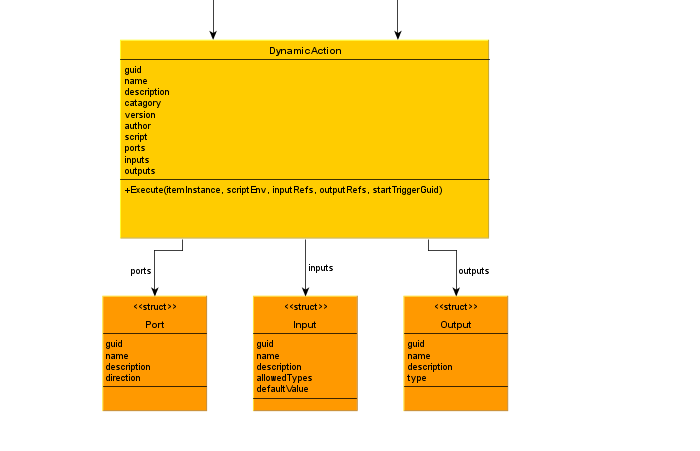 DynamicAction
guid
name
description
catagory
version
author
script
ports
inputs
outputs
+Execute(itemInstance, scriptEnv, inputRefs, outputRefs, startTriggerGuid)
ports
inputs
outputs
<<struct>>
Port
guid
name
description
direction
<<struct>>
Input
guid
name
description
allowedTypes
defaultValue
<<struct>>
Output
guid
name
description
type